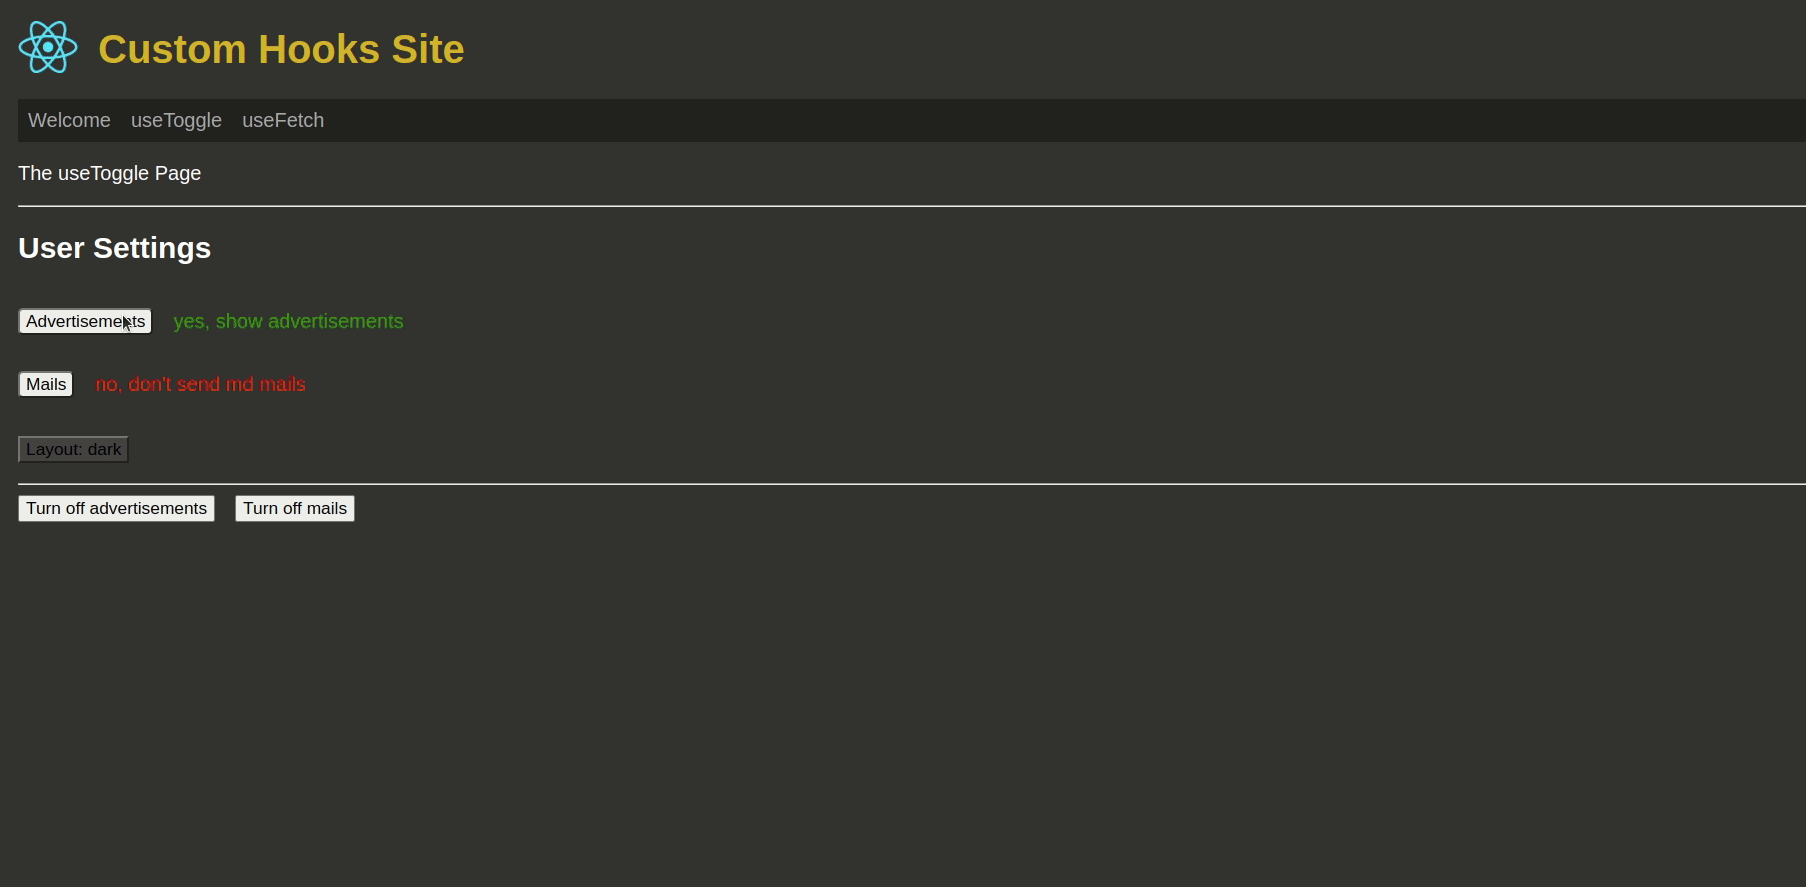 Custom Hooks Site
Welcome useToggle useFetch
The useToggle Page
User Settings
Advertisements yes, show advertisements
Mails no, don't send md mails
Layout: dark
Turn off advertisements Turn off mails